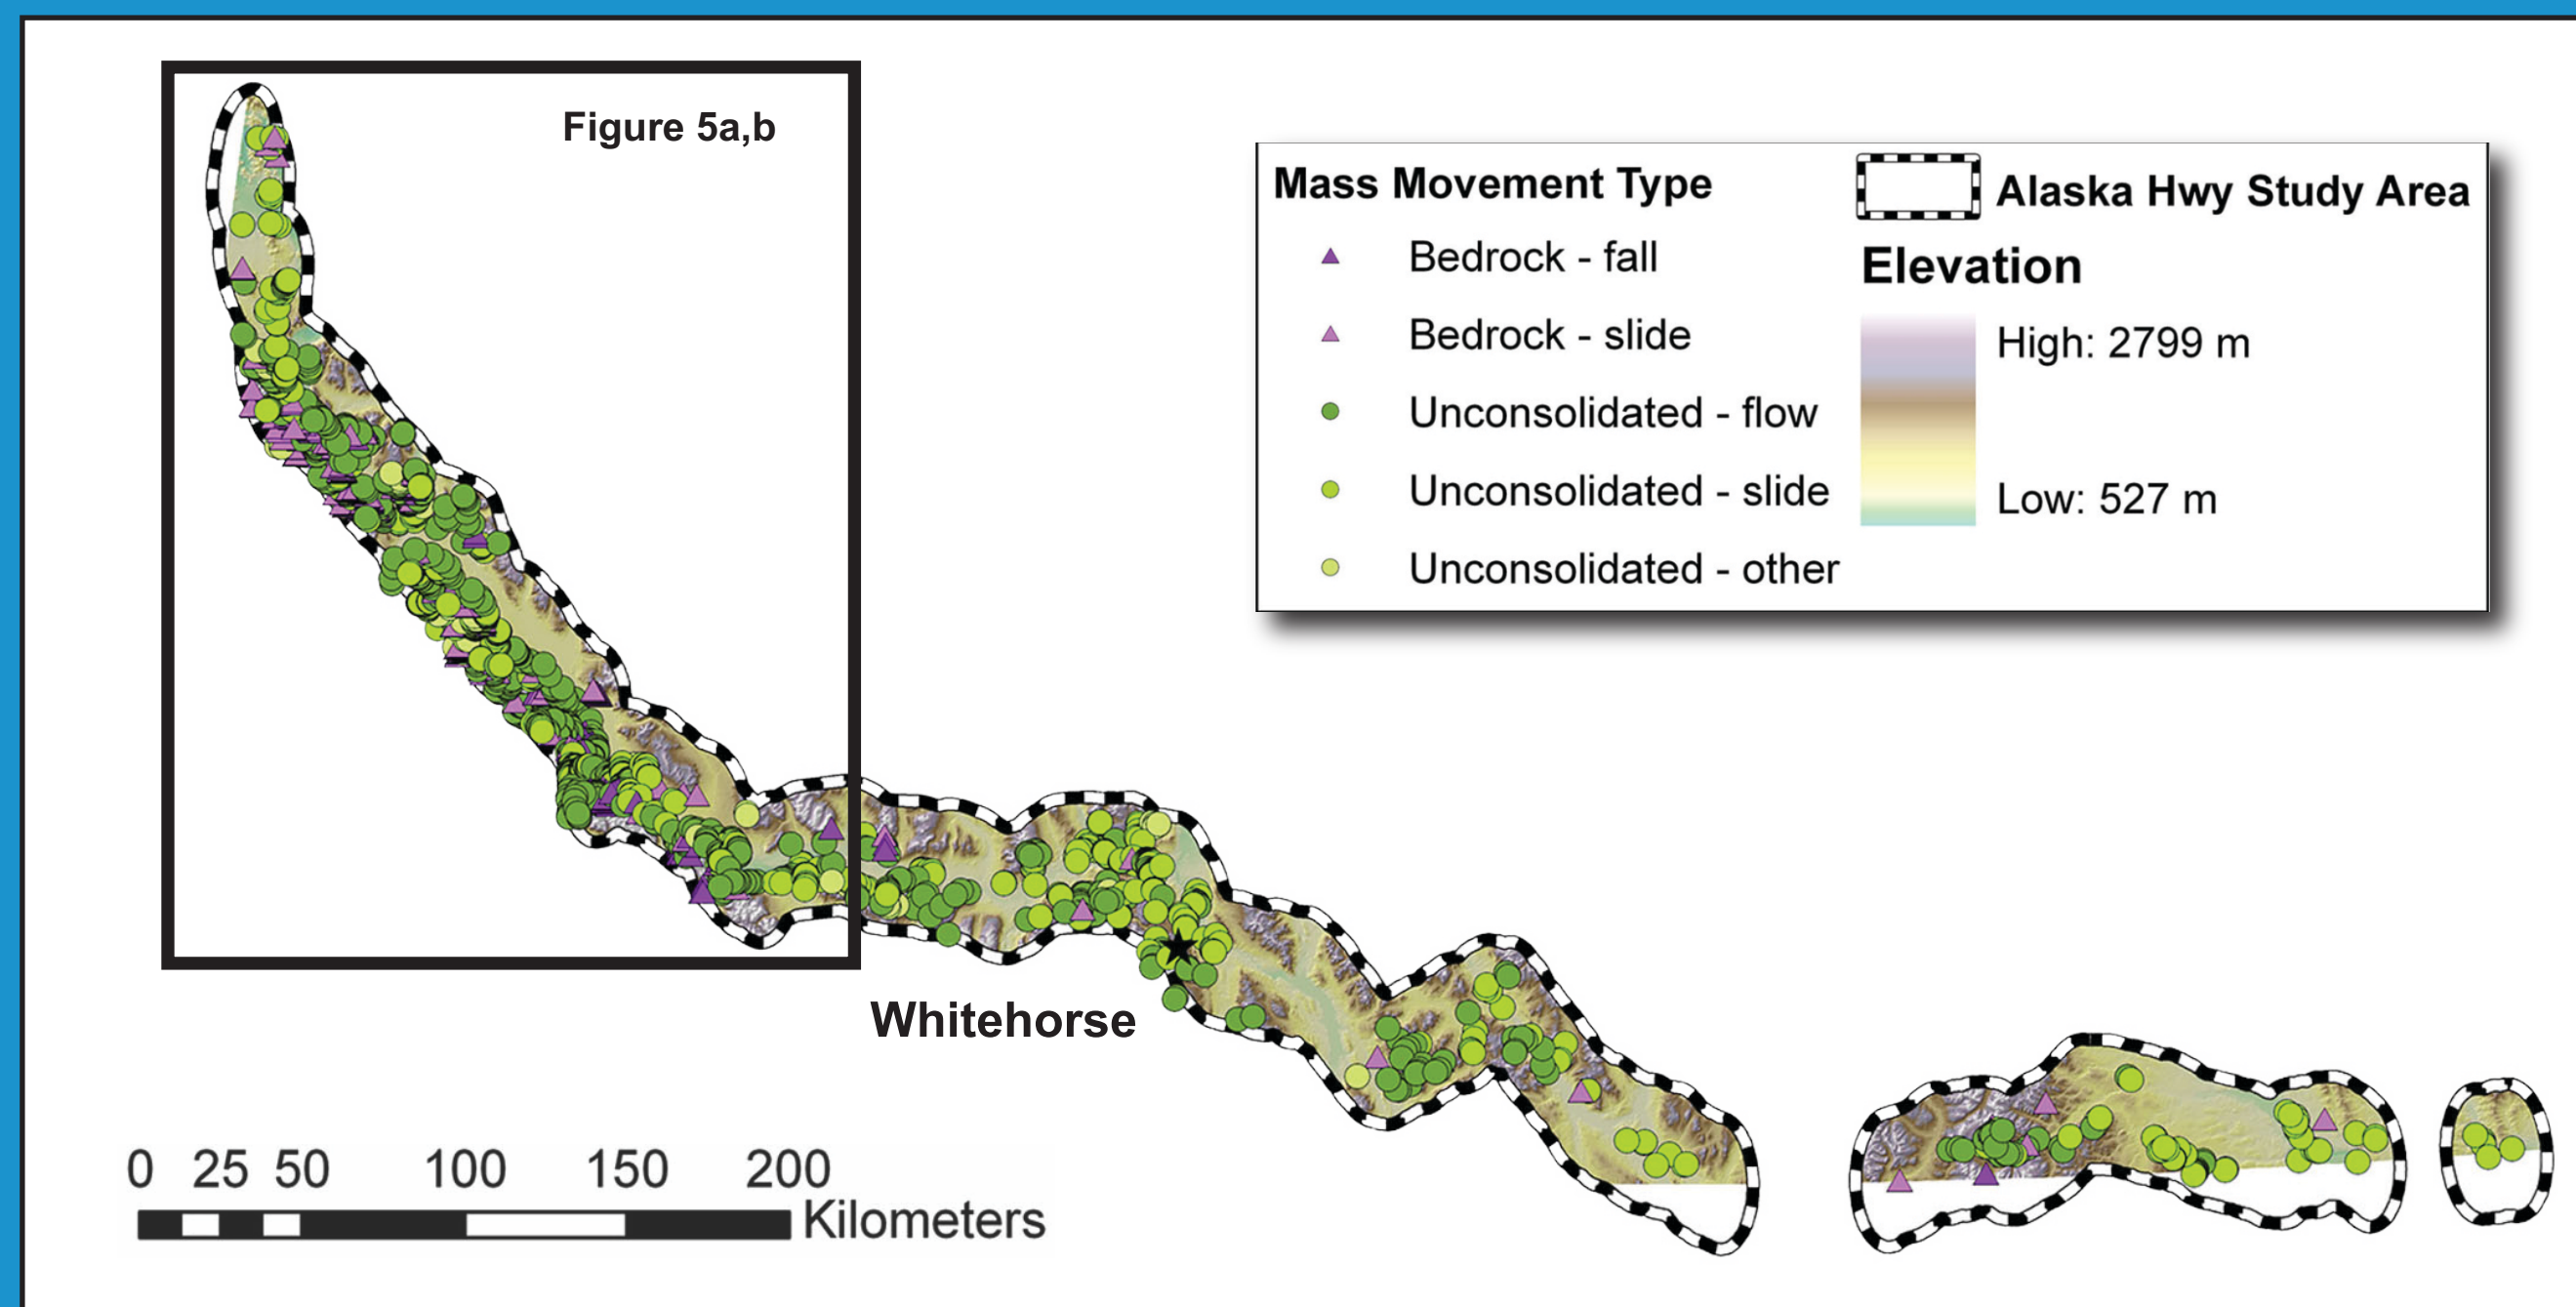 Figure 5a,b
Mass Movement Type
Bedrock - fall
Bedrock - slide
Unconsolidated - flow
Unconsolidated - slide
Unconsolidated - other
Alaska Hwy Study Area
Elevation
High: 2799 m
Low: 527 m
Whitehorse
0 25 50 100 150 200
Kilometers